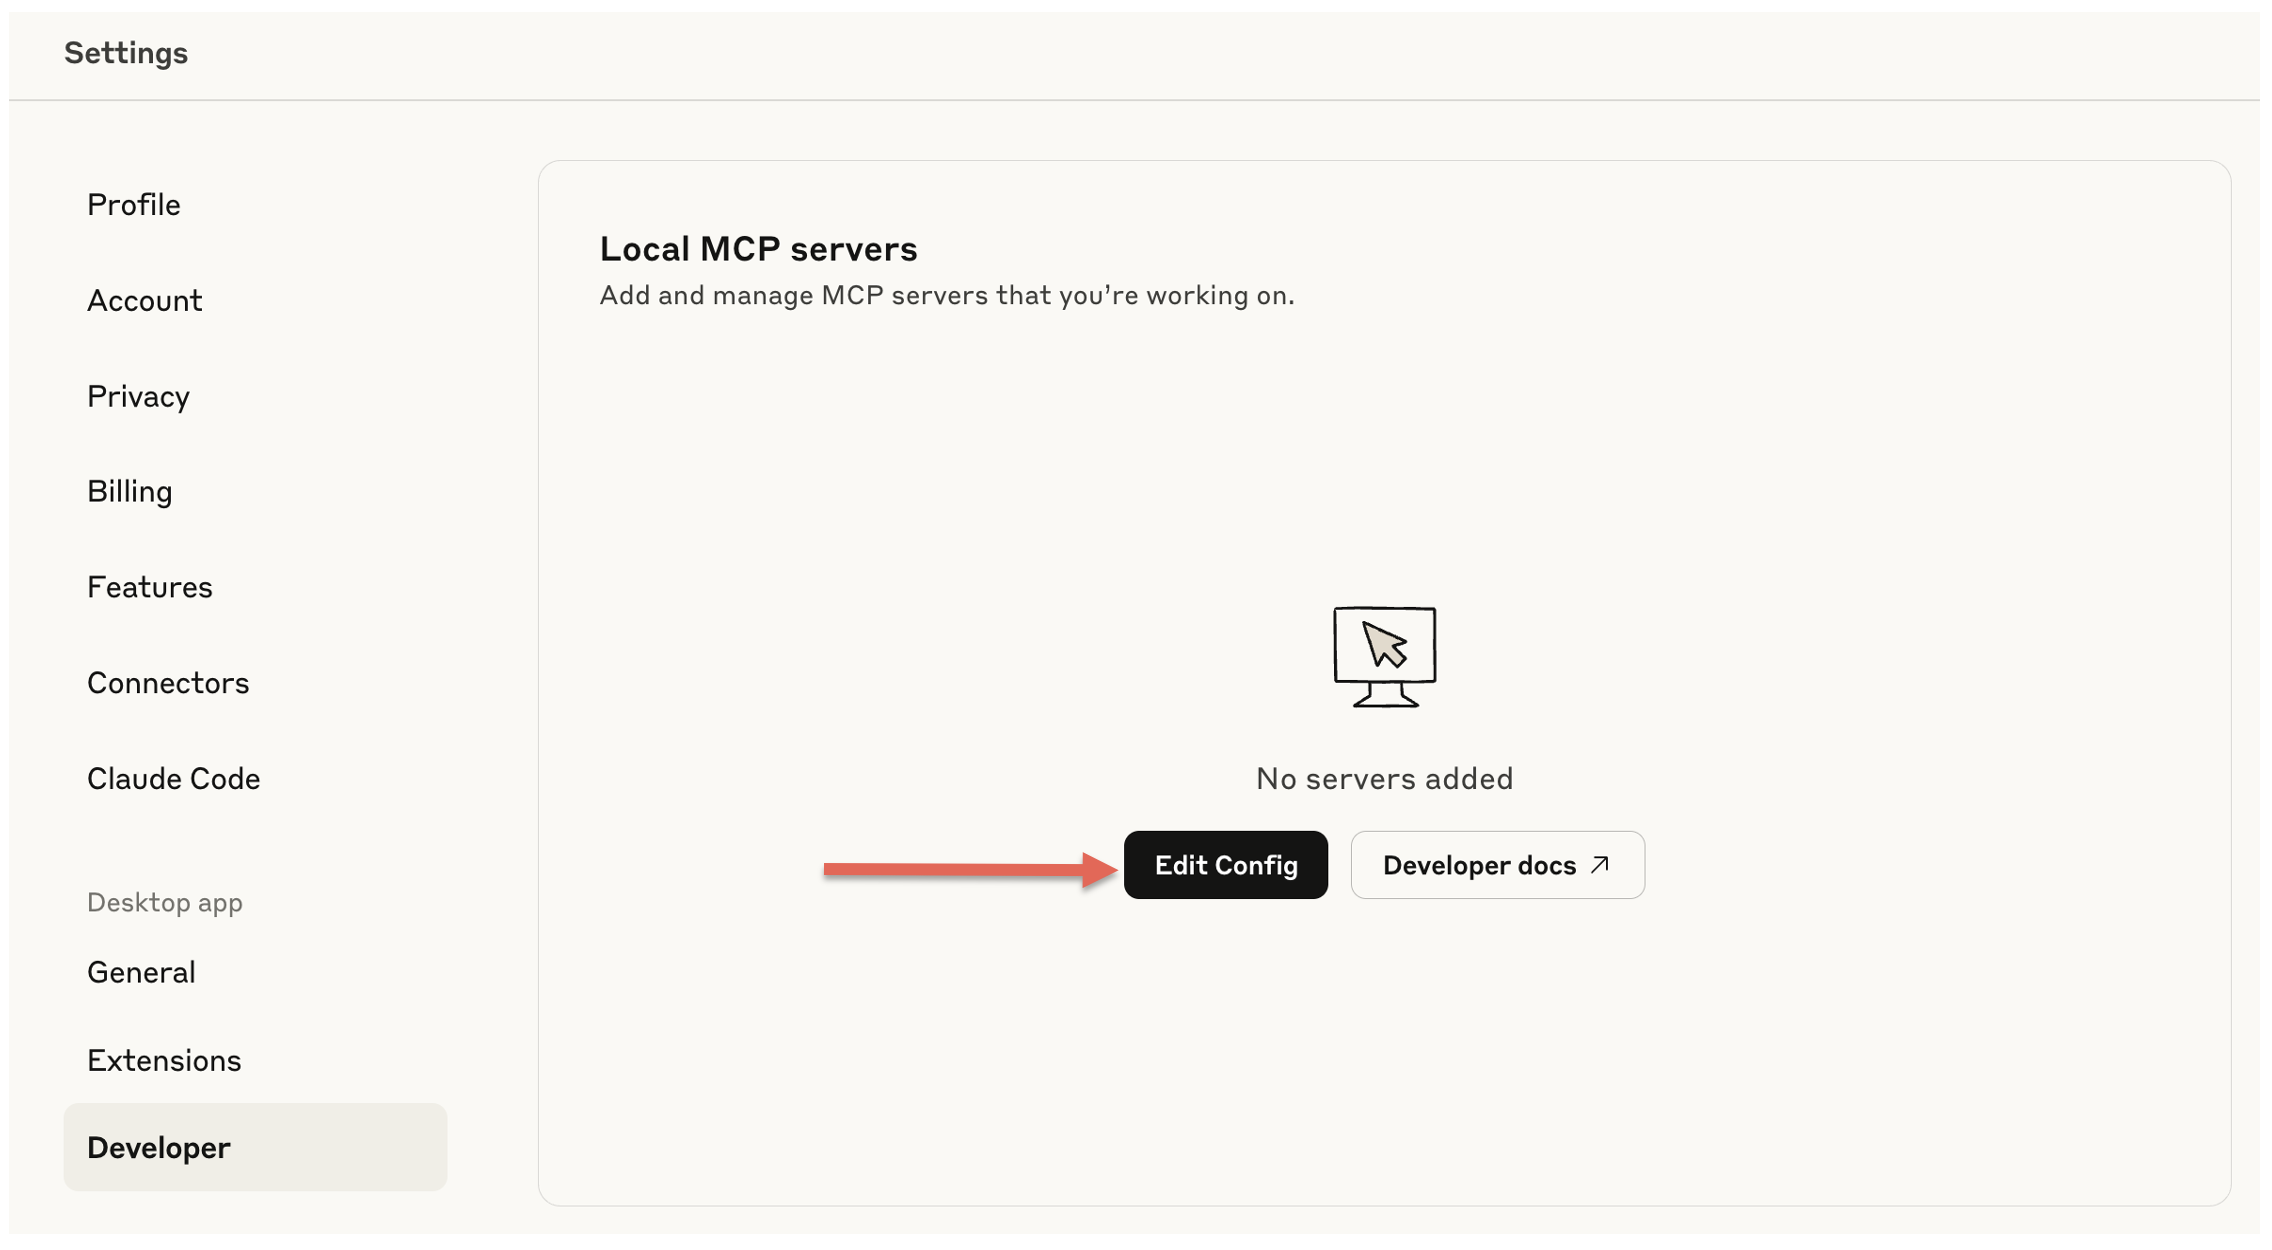 Settings
Profile
Account
Privacy
Billing
Features
Connectors
Claude Code
Desktop app
General
Extensions
Developer
Local MCP servers
Add and manage MCP servers that you’re working on.
No servers added
Edit Config
Developer docs